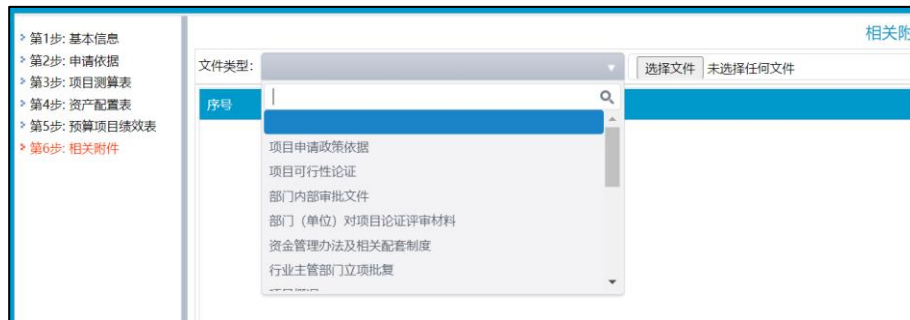 第1步: 基本信息
第2步: 申请依据
第3步: 项目测算表
第4步: 资产配置表
第5步: 预算项目绩效表
第6步: 相关附件
相关附
文件类型:
选择文件 未选择任何文件
序号
项目申请政策依据
项目可行性论证
部门内部审批文件
部门（单位）对项目论证评审材料
资金管理办法及相关配套制度
行业主管部门立项批复